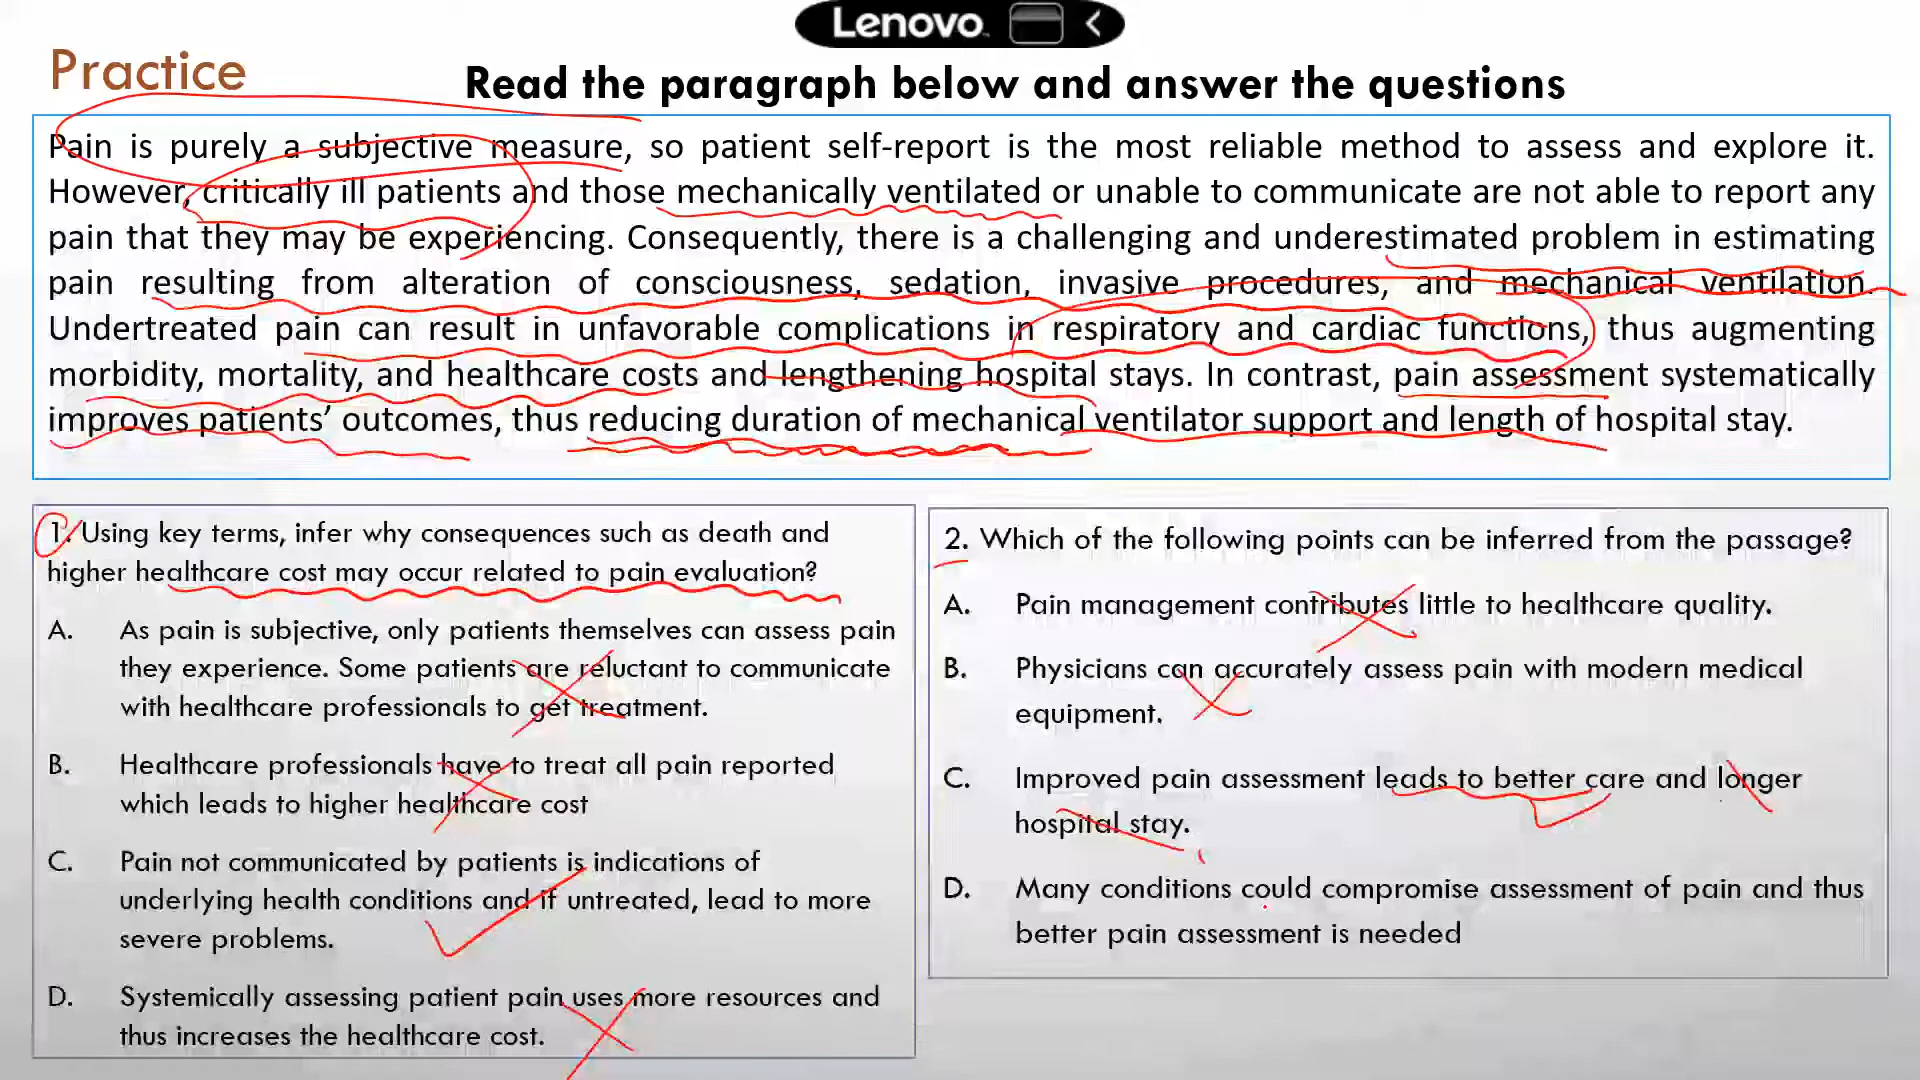 Lenovo
Practice
Read the paragraph below and answer the questions
Pain is purely a subjective measure, so patient self-report is the most reliable method to assess and explore it.
However, critically ill patients and those mechanically ventilated or unable to communicate are not able to report any
pain that they may be experiencing. Consequently, there is a challenging and underestimated problem in estimating
pain resulting from alteration of consciousness, sedation, invasive procedures, and mechanical ventilation.
Undertreated pain can result in unfavorable complications in respiratory and cardiac functions, thus augmenting
morbidity, mortality, and healthcare costs and lengthening hospital stays. In contrast, pain assessment systematically
improves patients’ outcomes, thus reducing duration of mechanical ventilator support and length of hospital stay.
1. Using key terms, infer why consequences such as death and
higher healthcare cost may occur related to pain evaluation?
A. As pain is subjective, only patients themselves can assess pain
they experience. Some patients are reluctant to communicate
with healthcare professionals to get treatment.
B. Healthcare professionals have to treat all pain reported
which leads to higher healthcare cost
C. Pain not communicated by patients is indications of
underlying health conditions and if untreated, lead to more
severe problems.
D. Systemically assessing patient pain uses more resources and
thus increases the healthcare cost.
2. Which of the following points can be inferred from the passage?
A. Pain management contributes little to healthcare quality.
B. Physicians can accurately assess pain with modern medical
equipment.
C. Improved pain assessment leads to better care and longer
hospital stay.
D. Many conditions could compromise assessment of pain and thus
better pain assessment is needed